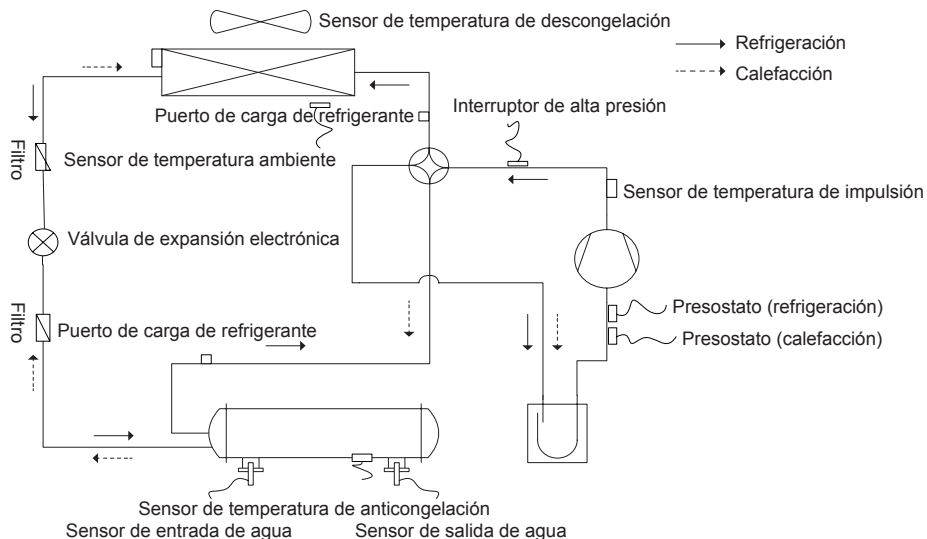 Sensor de temperatura de descongelación
Refrigeración
Calefacción
Puerto de carga de refrigerante
Interruptor de alta presión
Filtro
Sensor de temperatura ambiente
Sensor de temperatura de impulsión
Válvula de expansión electrónica
Filtro
Puerto de carga de refrigerante
Presostato (refrigeración)
Presostato (calefacción)
Sensor de temperatura de anticongelación
Sensor de entrada de agua
Sensor de salida de agua